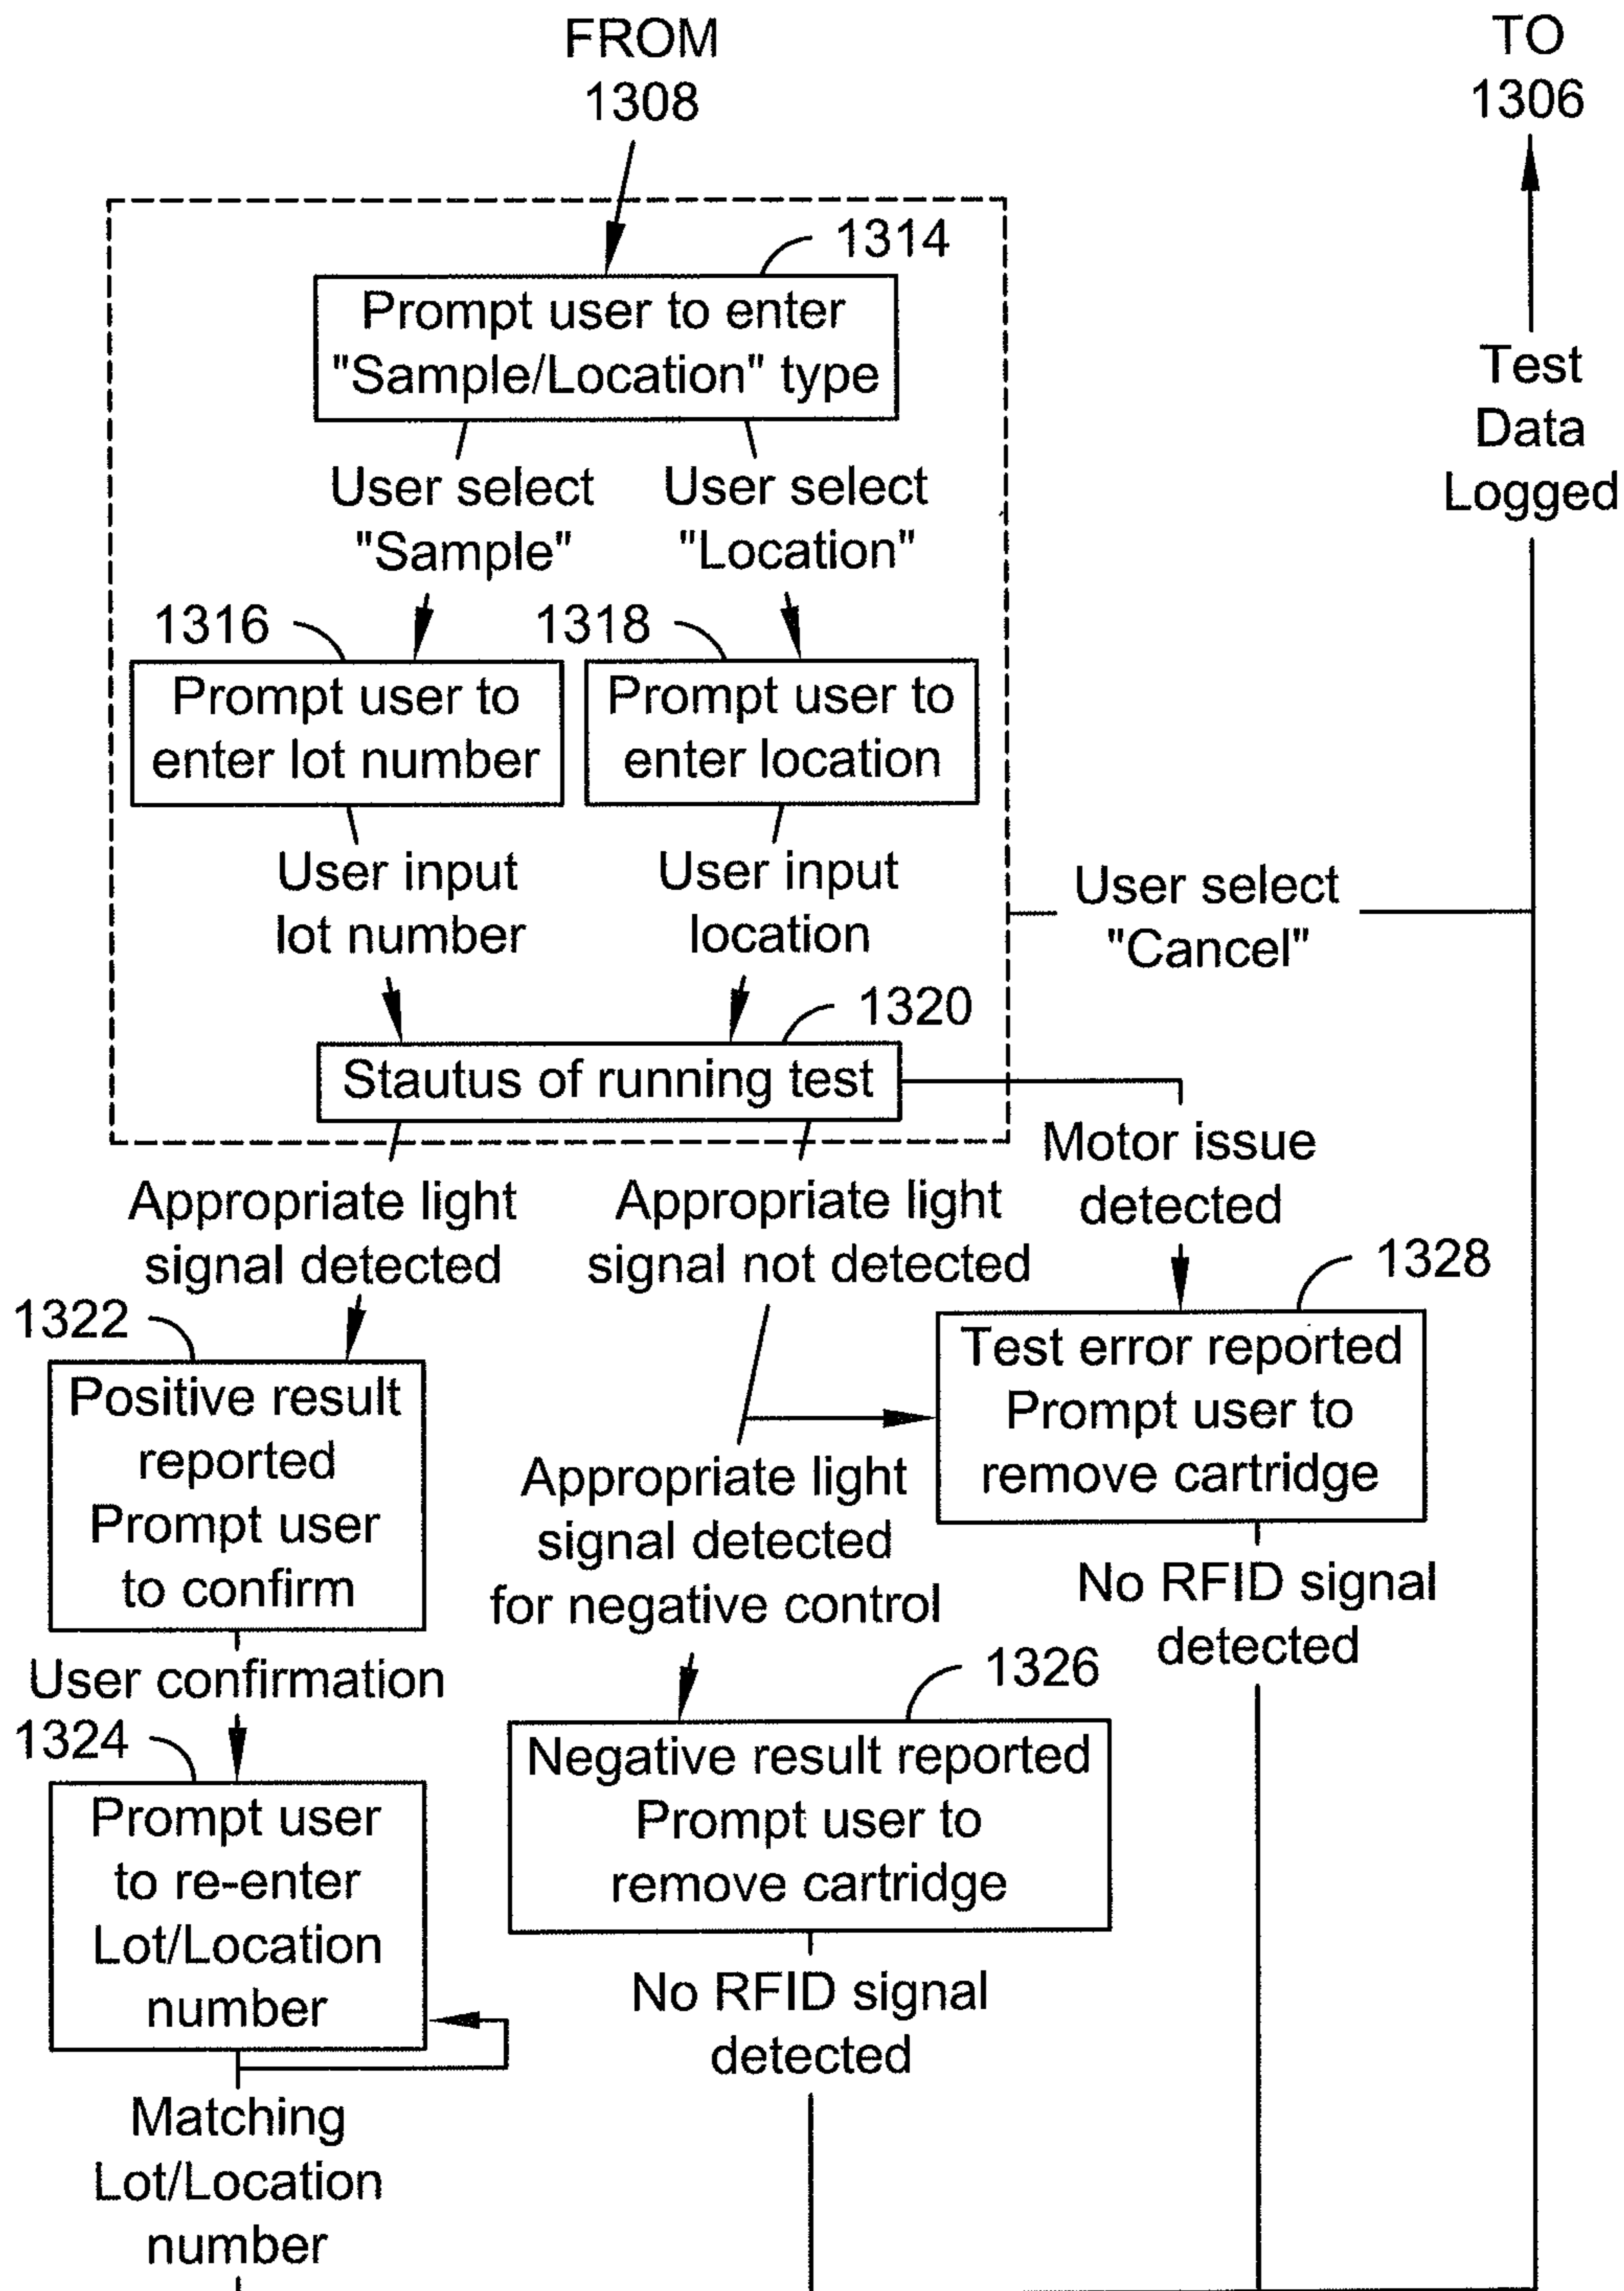 FROM
1308
TO
1306
1314
Prompt user to enter
"Sample/Location" type
Test
Data
Logged
User select
"Sample"
User select
"Location"
1316
1318
Prompt user to
enter lot number
Prompt user to
enter location
User input
lot number
User input
location
User select
"Cancel"
1320
Stautus of running test
Motor issue
detected
Appropriate light
signal detected
Appropriate light
signal not detected
1328
1322
Test error reported
Prompt user to
remove cartridge
Positive result
reported
Prompt user
to confirm
Appropriate light
signal detected
for negative control
No RFID signal
detected
User confirmation
1326
1324
Negative result reported
Prompt user to
remove cartridge
Prompt user
to re-enter
Lot/Location
number
No RFID signal
detected
Matching
Lot/Location
number